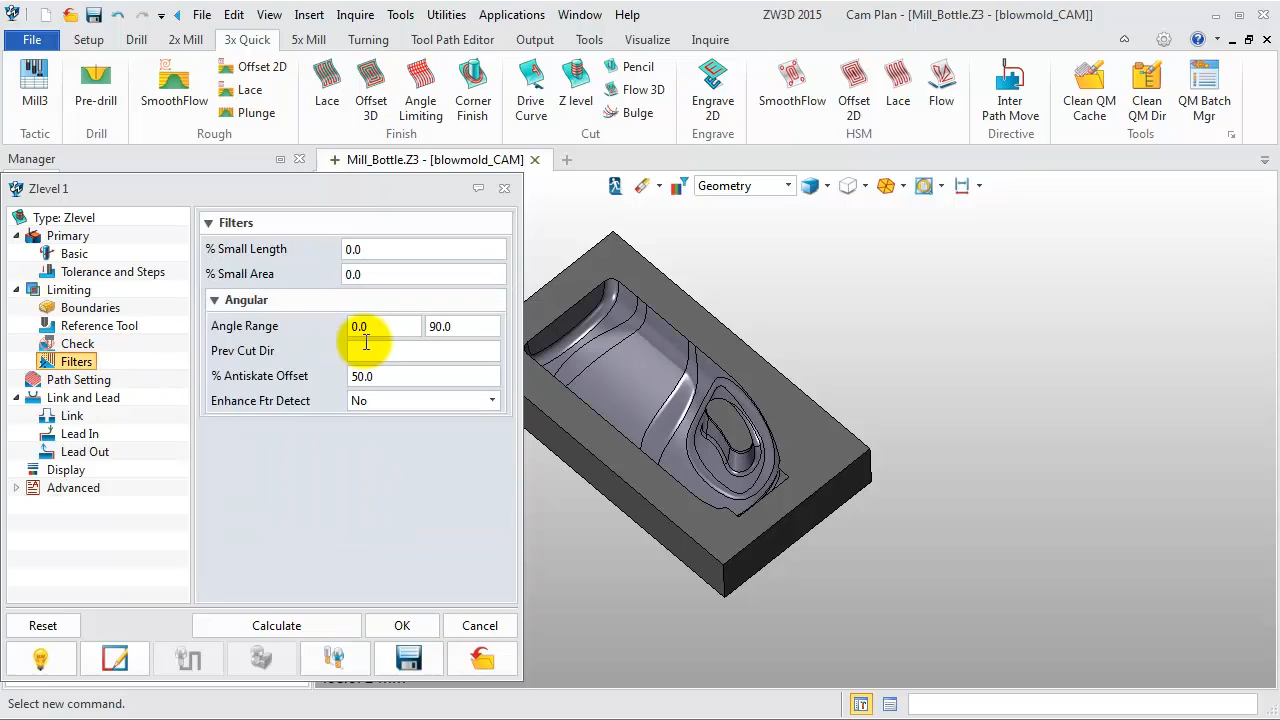 File Edit View Insert Inquire Tools Utilities Applications Window Help ZW3D 2015 Cam Plan - [Mill_Bottle.Z3 - [blowmold_CAM]]
File Setup Drill 2x Mill 3x Quick 5x Mill Turning Tool Path Editor Output Tools Visualize Inquire
Mill3
Tactic
Pre-drill
Drill
SmoothFlow
Offset 2D
Lace
Plunge
Rough
Lace
Offset 3D
Angle Limiting
Corner Finish
Finish
Drive Curve
Z level
Pencil
Flow 3D
Bulge
Cut
Engrave 2D
Engrave
SmoothFlow
Offset 2D
Lace
Flow
HSM
Inter Path Move
Directive
Clean QM Cache
Clean QM Dir
QM Batch Mgr
Tools
Manager
Mill_Bottle.Z3 - [blowmold_CAM]
Geometry
Zlevel 1
Type: Zlevel
Primary
Basic
Tolerance and Steps
Limiting
Boundaries
Reference Tool
Check
Filters
Path Setting
Link and Lead
Link
Lead In
Lead Out
Display
Advanced
Filters
% Small Length 0.0
% Small Area 0.0
Angular
Angle Range 0.0 90.0
Prev Cut Dir
% Antiskate Offset 50.0
Enhance Ftr Detect No
Reset Calculate OK Cancel
Select new command.